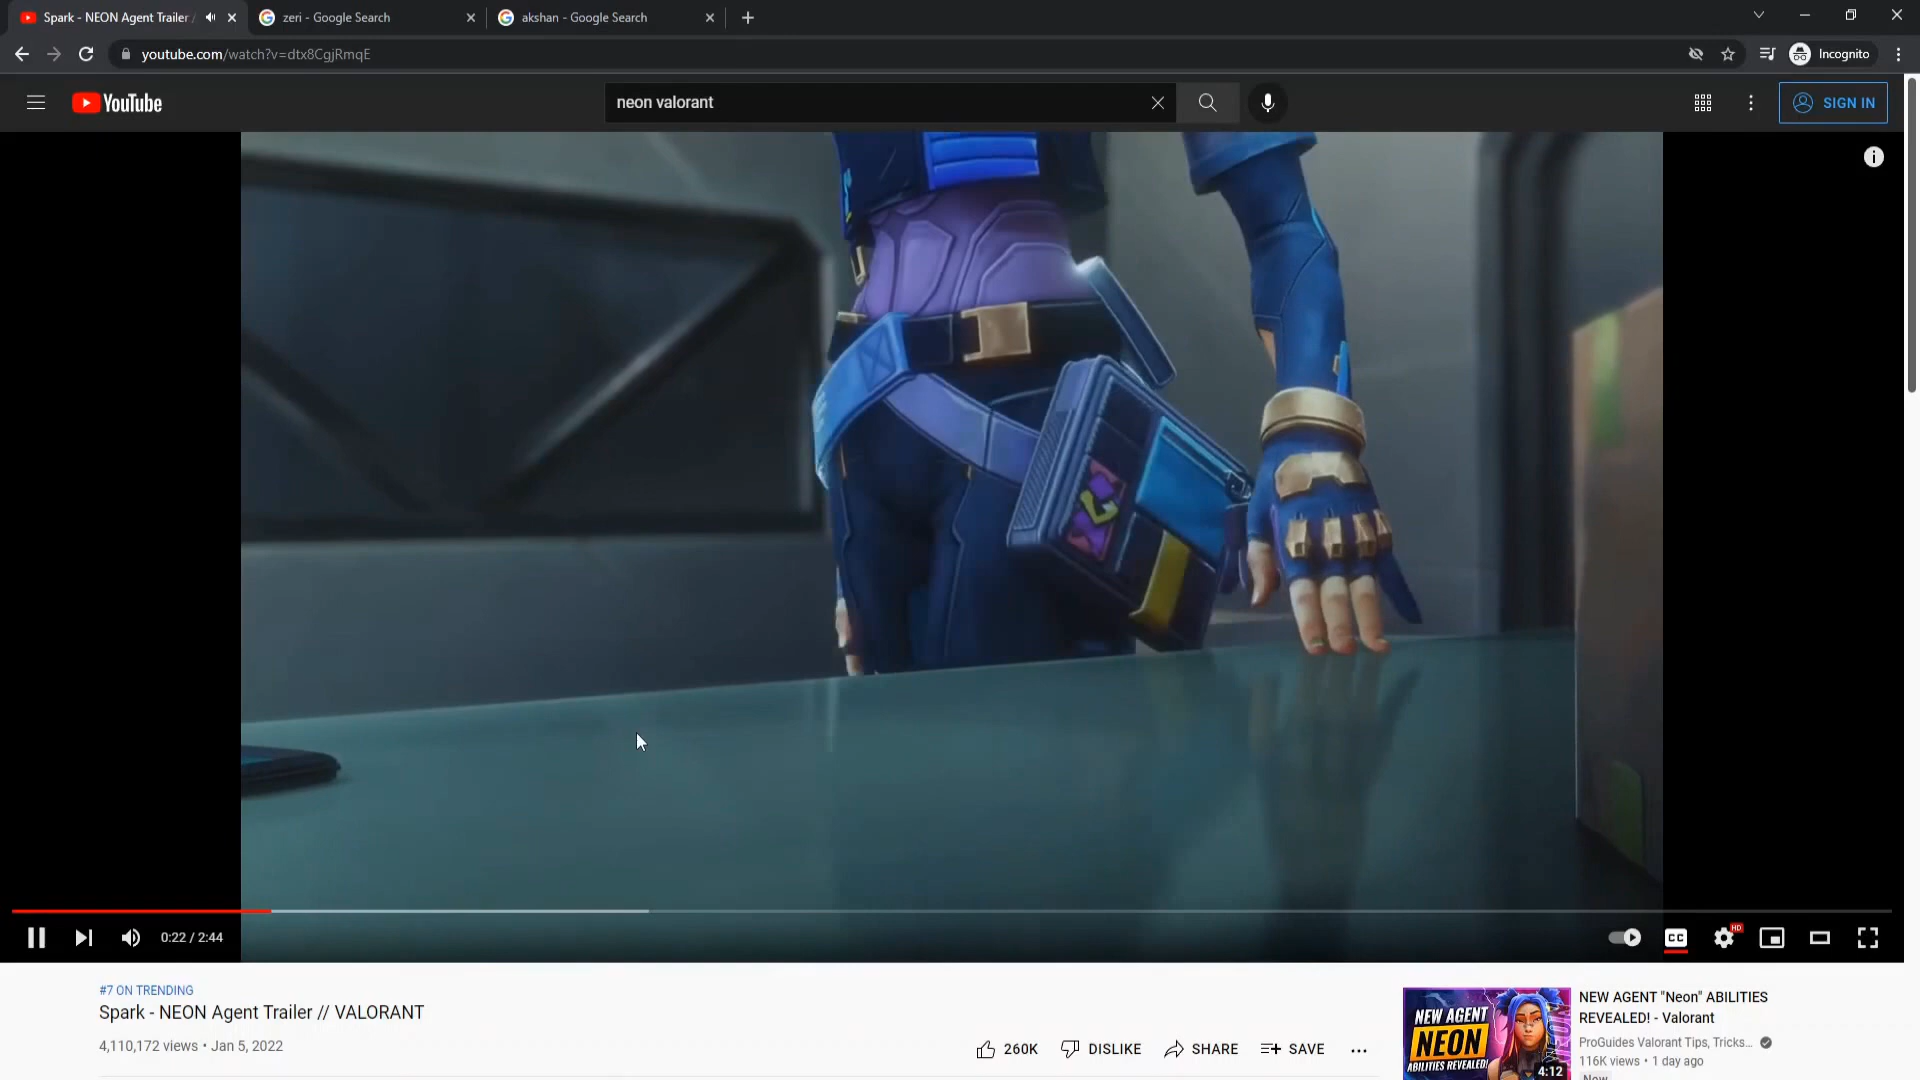 Spark - NEON Agent Trailer
zeri - Google Search
akshan - Google Search
youtube.com/watch?v=dtx8CgjRmqE
Incognito
YouTube
neon valorant
SIGN IN
0:22 / 2:44
CC
HD
#7 ON TRENDING
Spark - NEON Agent Trailer // VALORANT
4,110,172 views • Jan 5, 2022
260K
DISLIKE
SHARE
SAVE
NEW AGENT
NEON
ABILITIES REVEALED!
4:12
NEW AGENT "Neon" ABILITIES
REVEALED! - Valorant
ProGuides Valorant Tips, Tricks...
116K views • 1 day ago
New